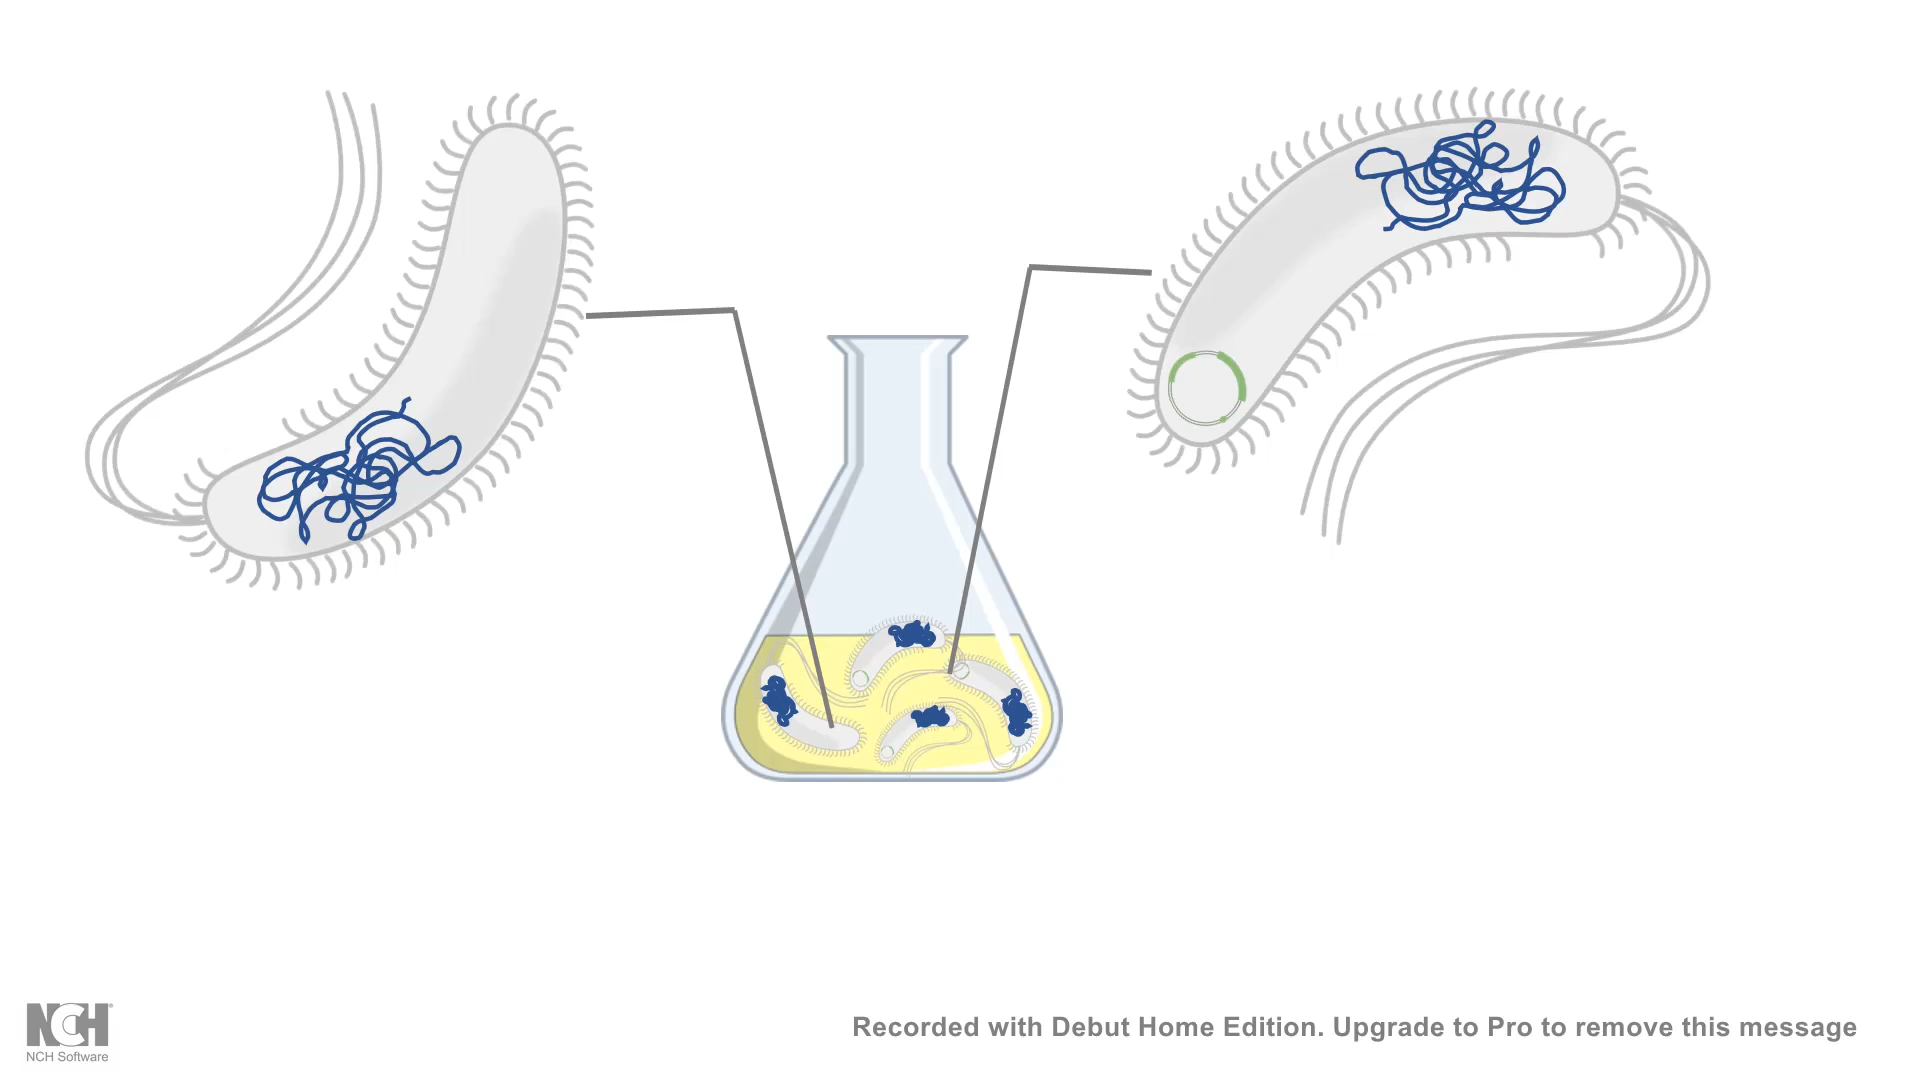 NCH
NCH Software
Recorded with Debut Home Edition. Upgrade to Pro to remove this message